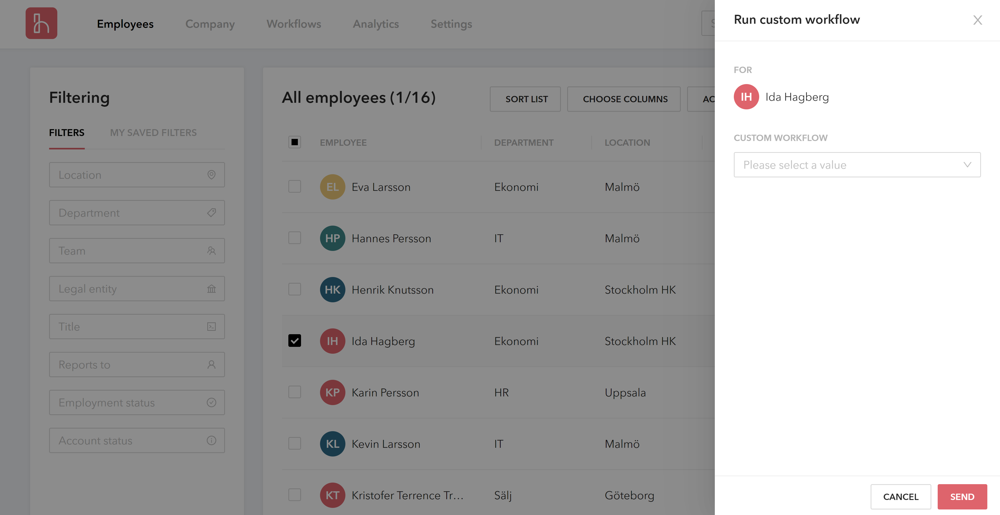 Employees Company Workflows Analytics Settings
Run custom workflow
Filtering
FILTERS MY SAVED FILTERS
Location
Department
Team
Legal entity
Title
Reports to
Employment status
Account status
All employees (1/16)
SORT LIST CHOOSE COLUMNS AC
EMPLOYEE DEPARTMENT LOCATION
EL Eva Larsson Ekonomi Malmö
HP Hannes Persson IT Malmö
HK Henrik Knutsson Ekonomi Stockholm HK
IH Ida Hagberg Ekonomi Stockholm HK
KP Karin Persson HR Uppsala
KL Kevin Larsson IT Malmö
KT Kristofer Terrence Tr... Sälj Göteborg
FOR
IH Ida Hagberg
CUSTOM WORKFLOW
Please select a value
CANCEL SEND